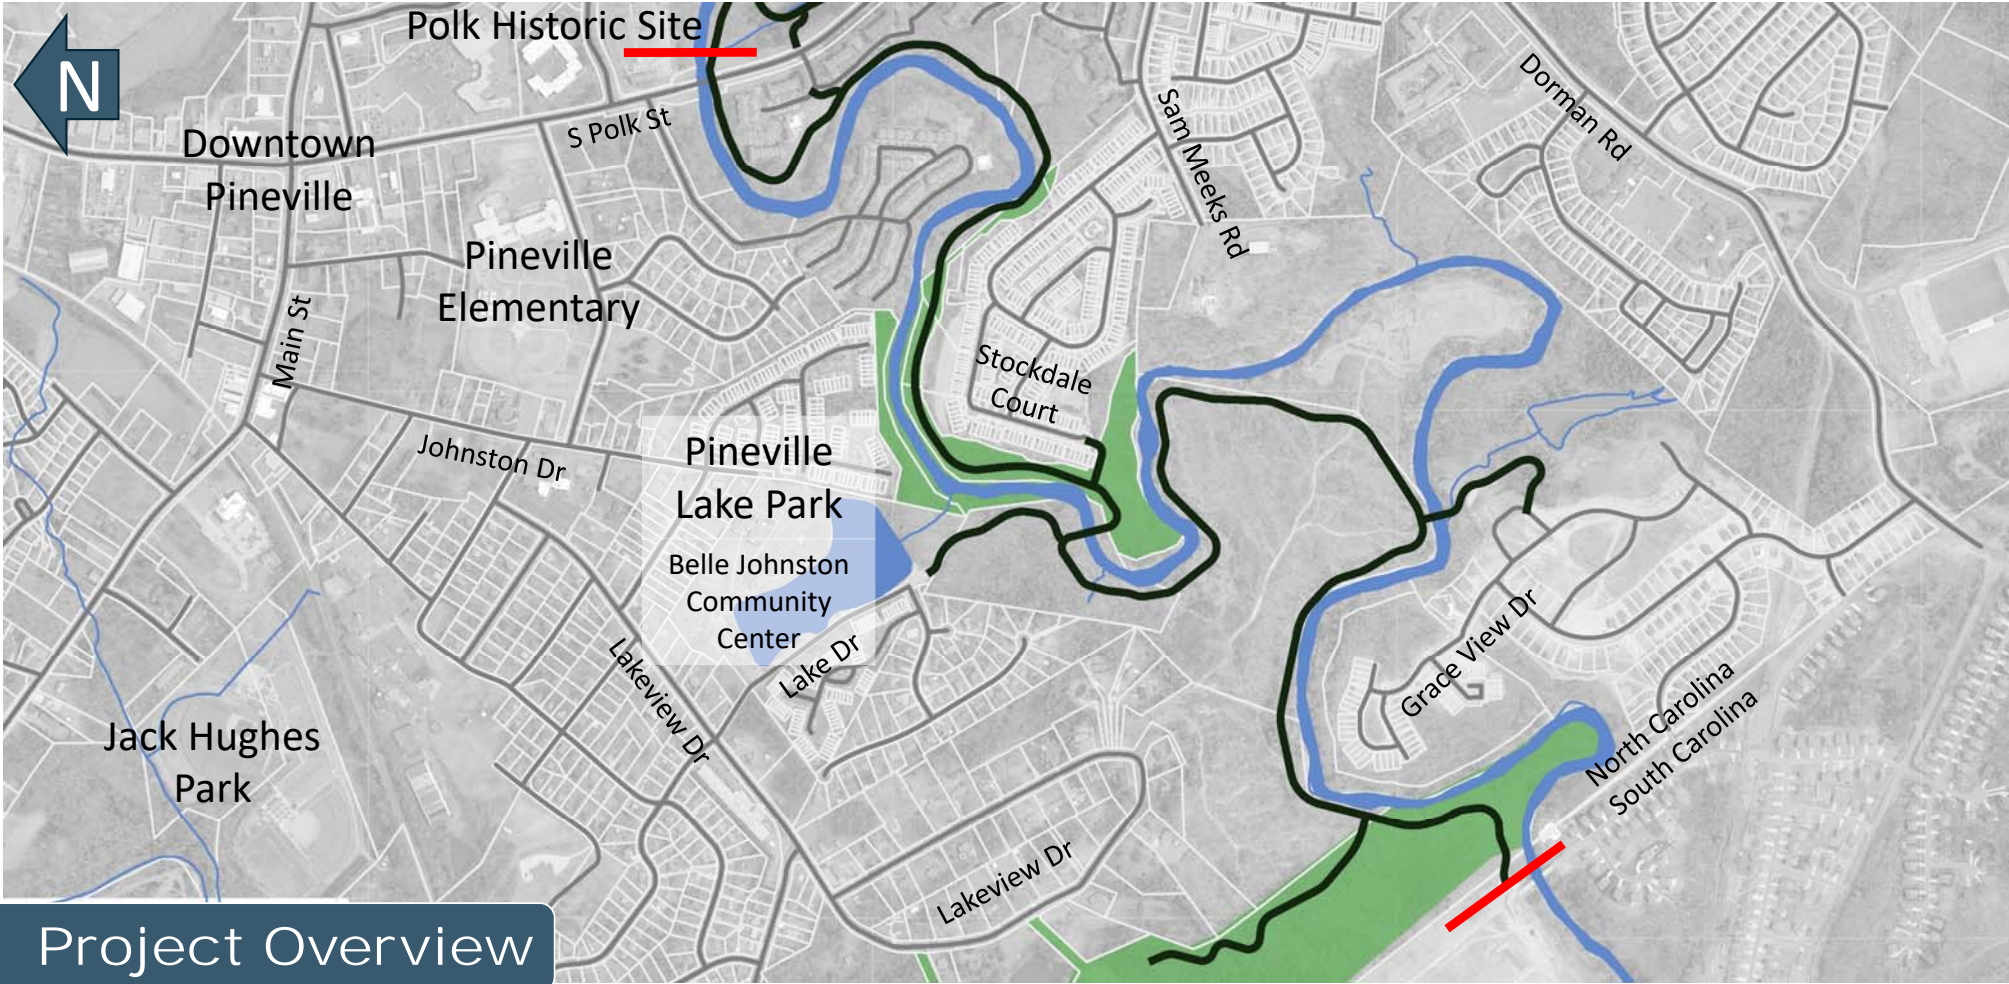 Polk Historic Site
N
Downtown
Pineville
S Polk St
Sam Meeks Rd
Dorman Rd
Pineville
Elementary
Main St
Stockdale
Court
Johnston Dr
Pineville
Lake Park
Belle Johnston
Community
Center
Lake Dr
Lakeview Dr
Grace View Dr
North Carolina
South Carolina
Jack Hughes
Park
Lakeview Dr
Project Overview